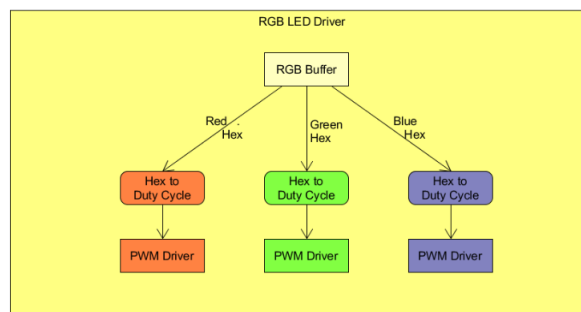 RGB LED Driver
RGB Buffer
Red
Hex
Green
Hex
Blue
Hex
Hex to
Duty Cycle
Hex to
Duty Cycle
Hex to
Duty Cycle
PWM Driver
PWM Driver
PWM Driver